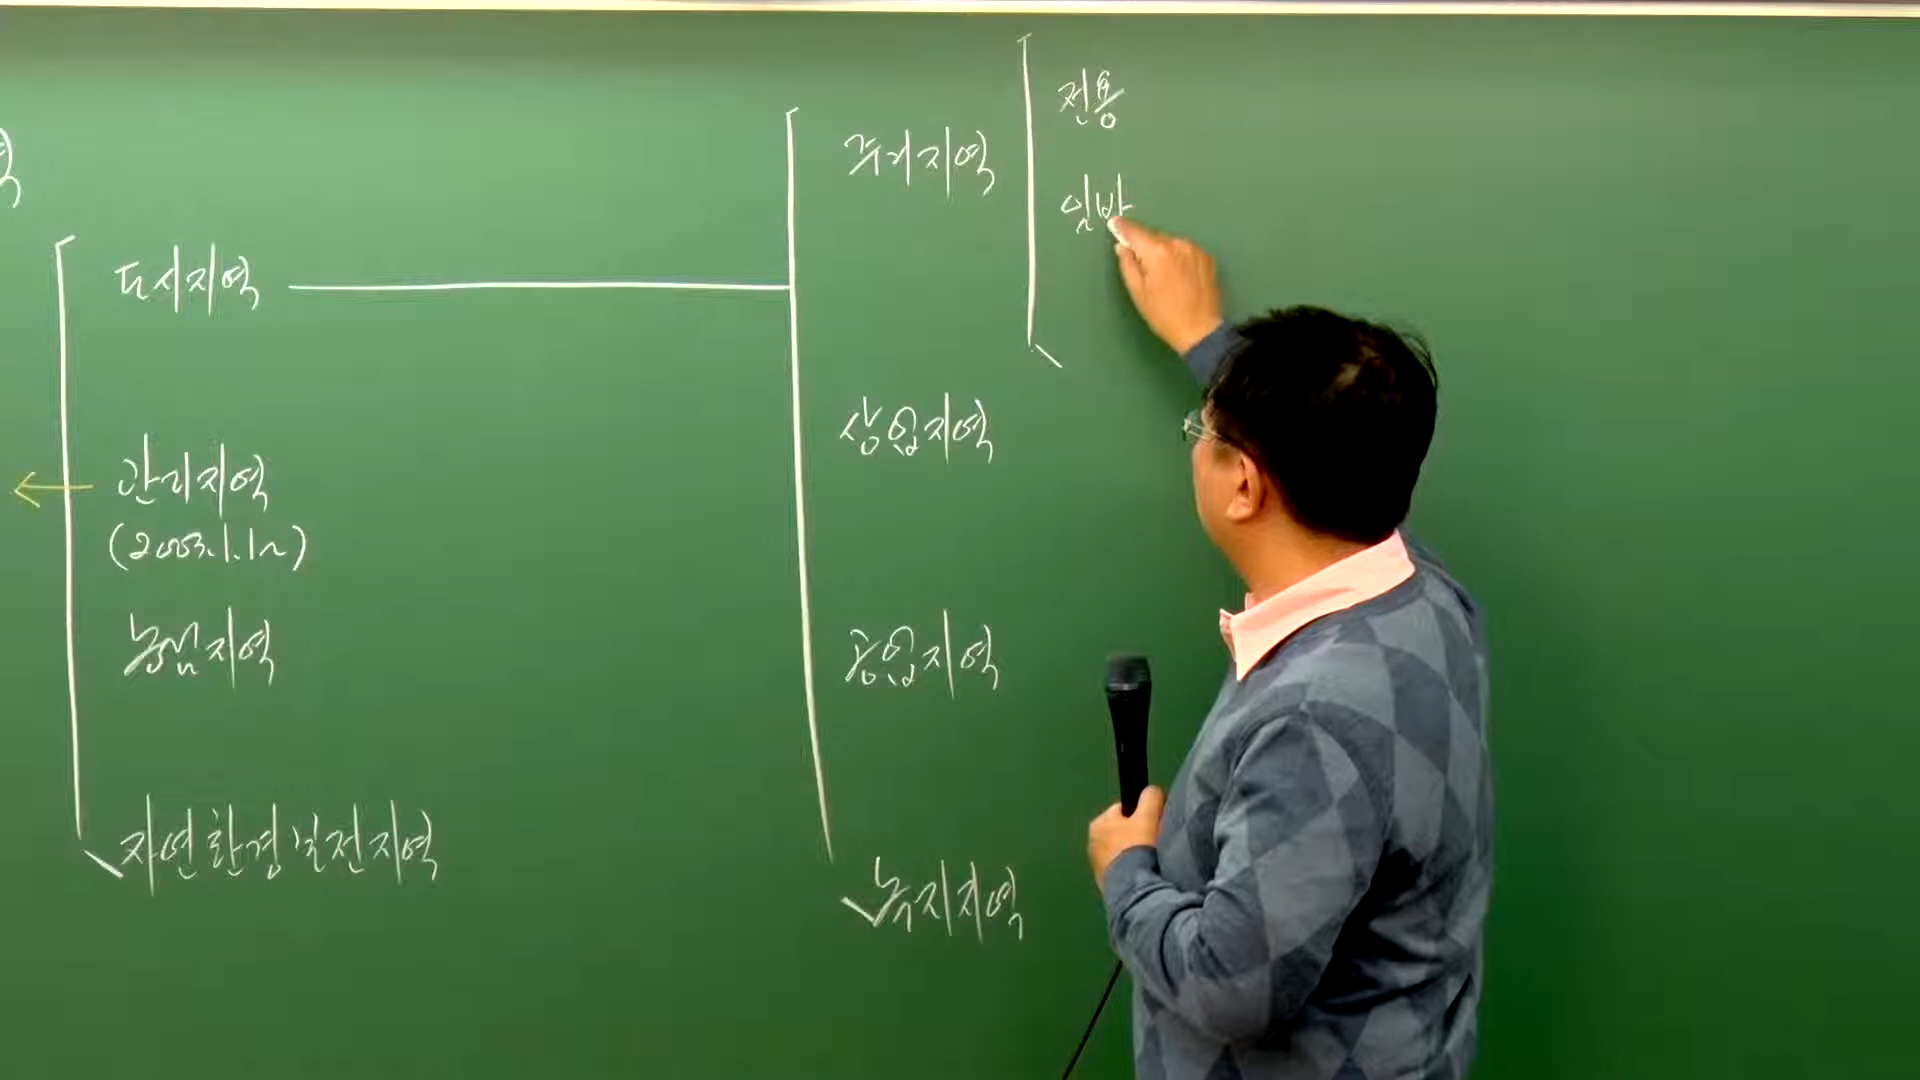 도시지역
관리지역
(2003.1.1~)
농림지역
자연환경보전지역
주거지역
전용
일반
상업지역
공업지역
녹지지역